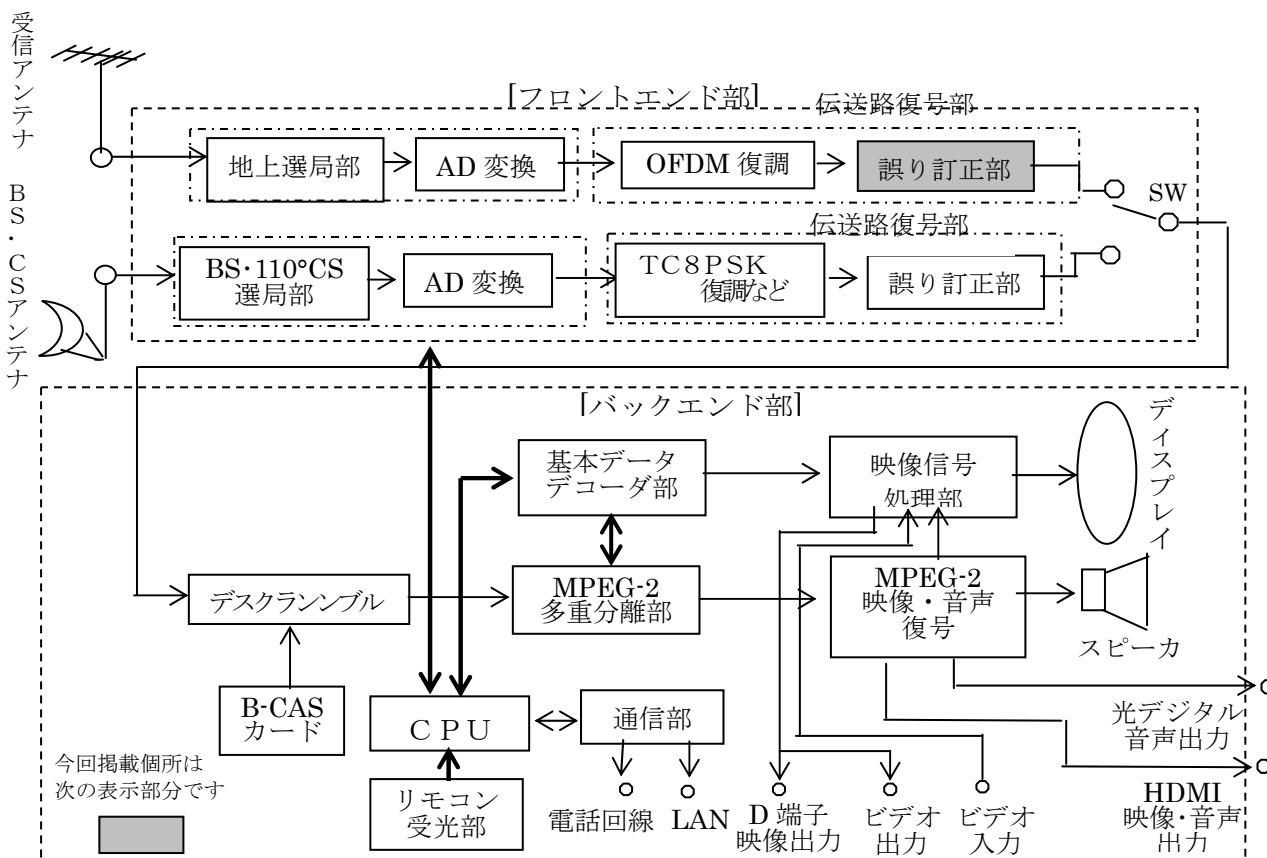 受信アンテナ
BS・CSアンテナ
[フロントエンド部]
伝送路復号部
地上選局部
AD 変換
OFDM 復調
誤り訂正部
SW
伝送路復号部
BS・110°CS
選局部
AD 変換
TC8PSK
復調など
誤り訂正部
[バックエンド部]
基本データ
デコーダ部
映像信号
処理部
ディスプレイ
デスクランンブル
MPEG-2
多重分離部
MPEG-2
映像・音声
復号
スピーカ
B-CAS
カード
CPU
通信部
光デジタル
音声出力
今回掲載個所は
次の表示部分です
リモコン
受光部
電話回線
LAN
D 端子
映像出力
ビデオ
出力
ビデオ
入力
HDMI
映像・音声
出力